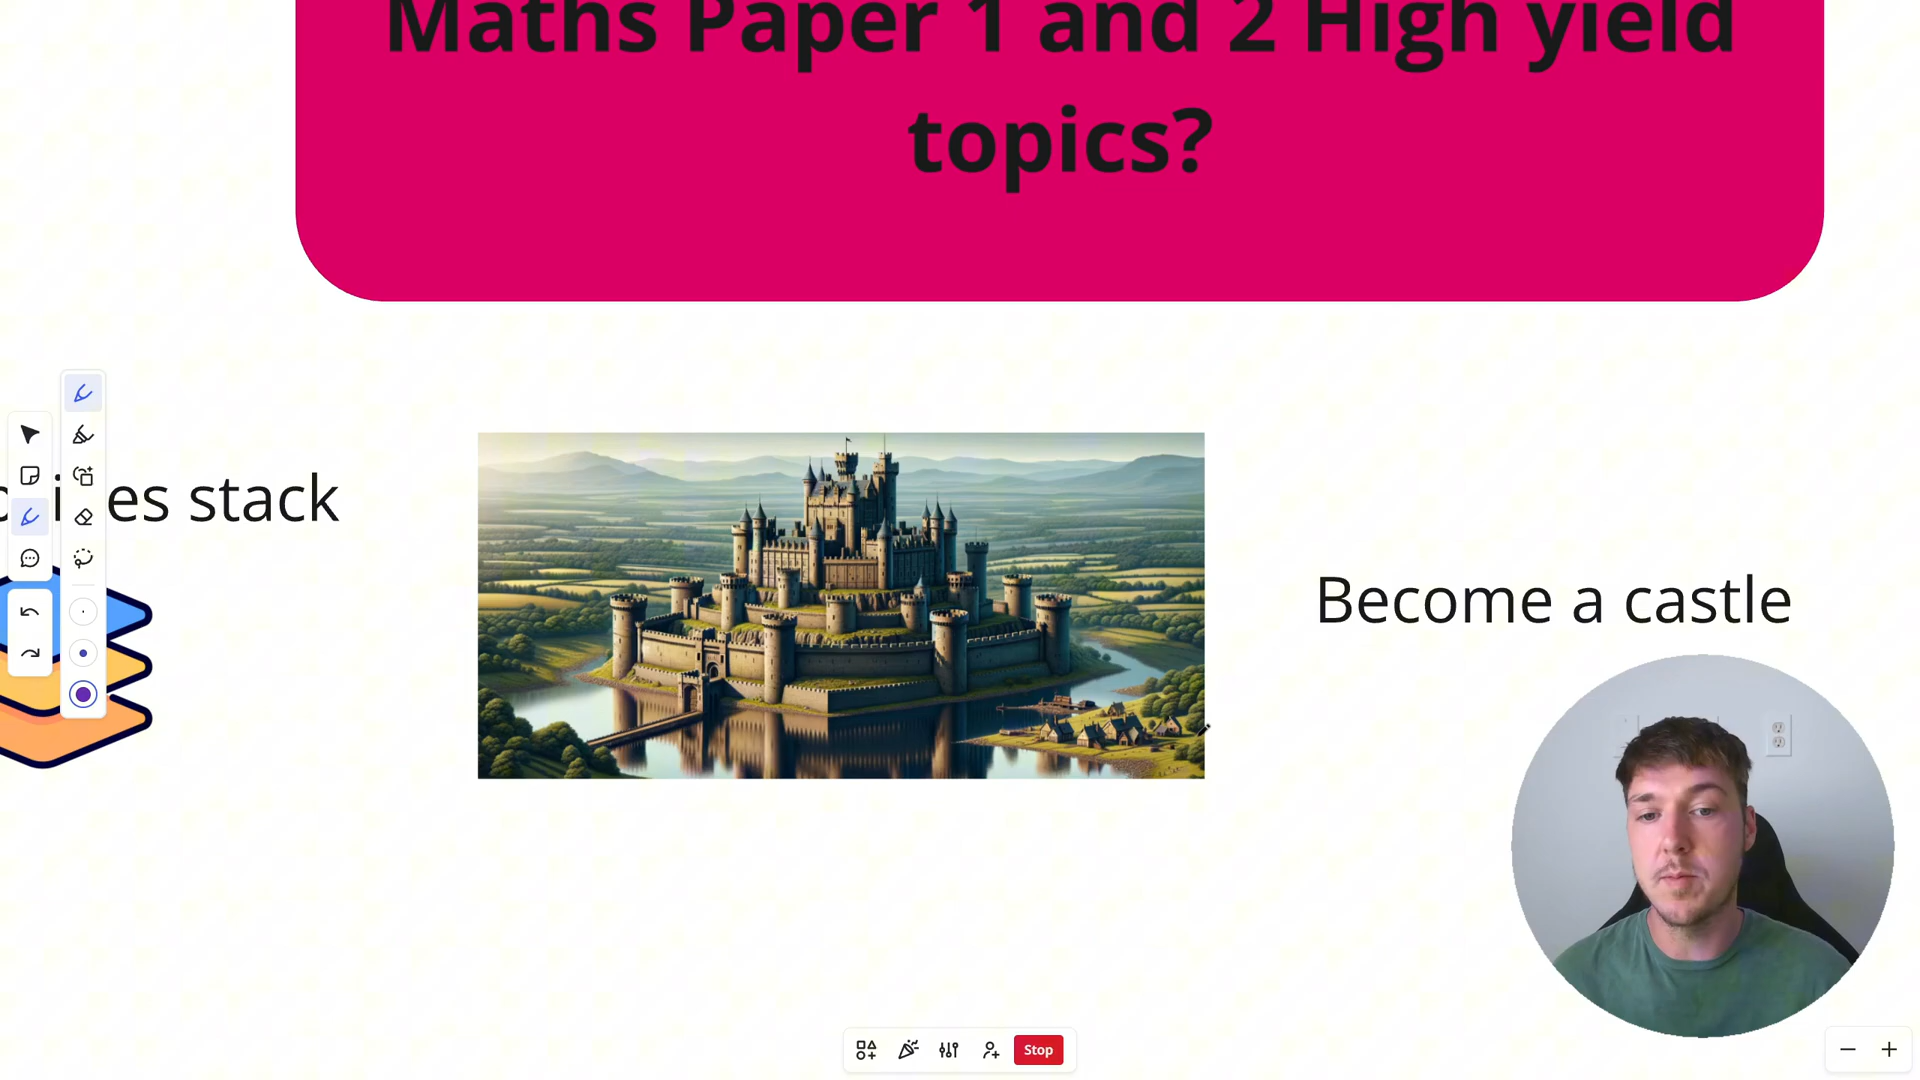 Maths Paper 1 and 2 High yield
topics?
es stack
Become a castle
Stop